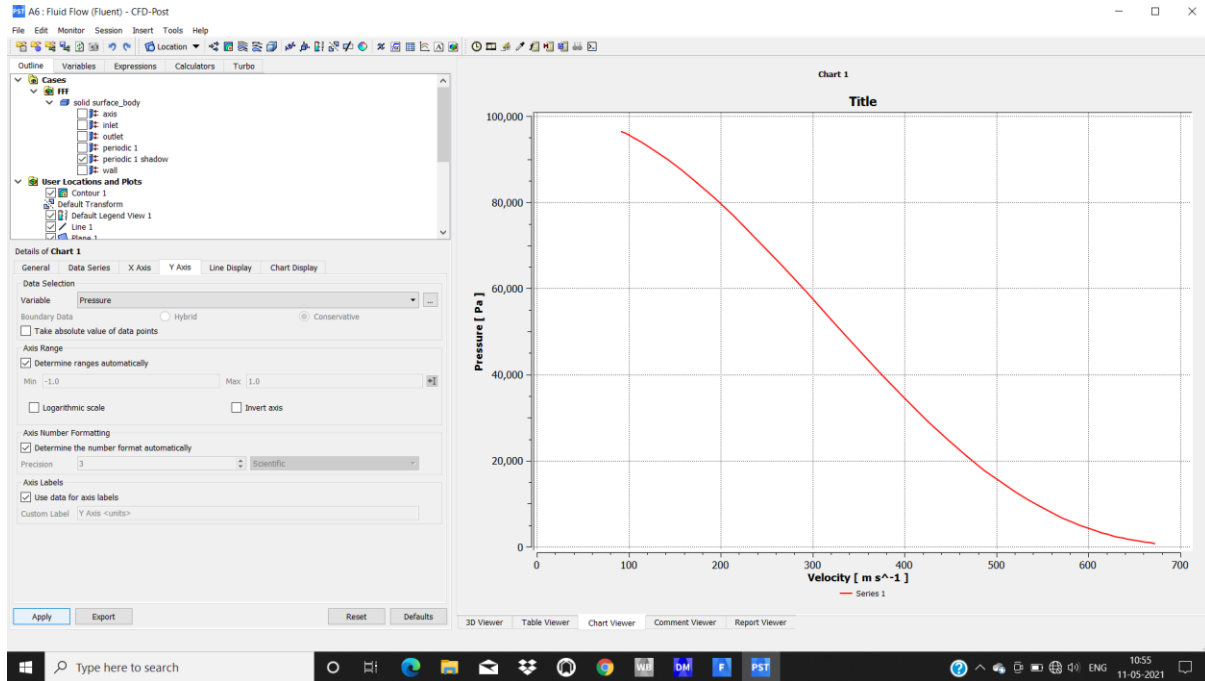 PST A6 : Fluid Flow (Fluent) - CFD-Post
File Edit Monitor Session Insert Tools Help
Location
Outline Variables Expressions Calculators Turbo
Cases
FFF
solid surface_body
axis
inlet
outlet
periodic 1
periodic 1 shadow
wall
User Locations and Plots
Contour 1
Default Transform
Default Legend View 1
Line 1
Plane 1
Details of Chart 1
General Data Series X Axis Y Axis Line Display Chart Display
Data Selection
Variable Pressure ...
Boundary Data Hybrid Conservative
Take absolute value of data points
Axis Range
Determine ranges automatically
Min -1.0 Max 1.0
Logarithmic scale Invert axis
Axis Number Formatting
Determine the number format automatically
Precision 3 Scientific
Axis Labels
Use data for axis labels
Custom Label Y Axis <units>
Apply Export Reset Defaults
Chart 1
Title
100,000
80,000
60,000
40,000
20,000
0
Pressure [ Pa ]
0 100 200 300 400 500 600 700
Velocity [ m s^-1 ]
Series 1
3D Viewer Table Viewer Chart Viewer Comment Viewer Report Viewer
Type here to search
WB DM F PST
ENG
10:55
11-05-2021